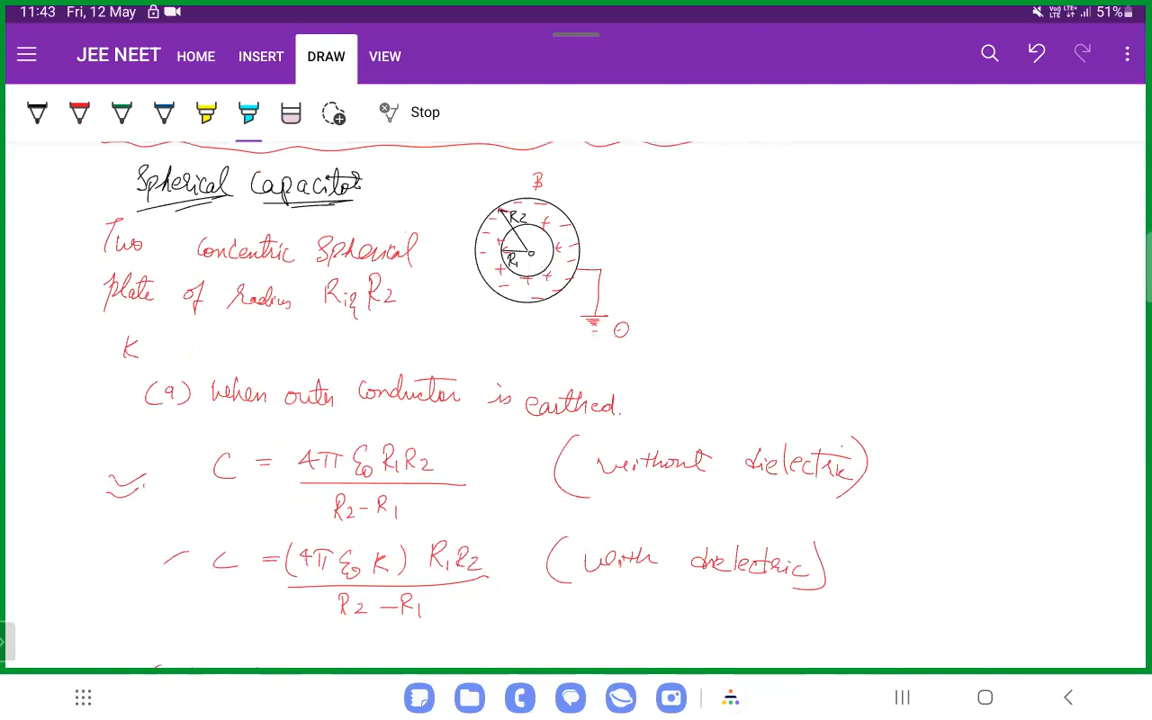 11:43 Fri, 12 May 51%
JEE NEET HOME INSERT DRAW VIEW
Stop
Spherical Capacitor
B
R2
R1
Two Concentric Spherical
plate of radius R1 & R2
K
(a) When outer conductor is earthed.
C = 4π ε0 R1R2 / R2 - R1 (without dielectric)
C = (4π ε0 K) R1R2 / R2 - R1 (with dielectric)